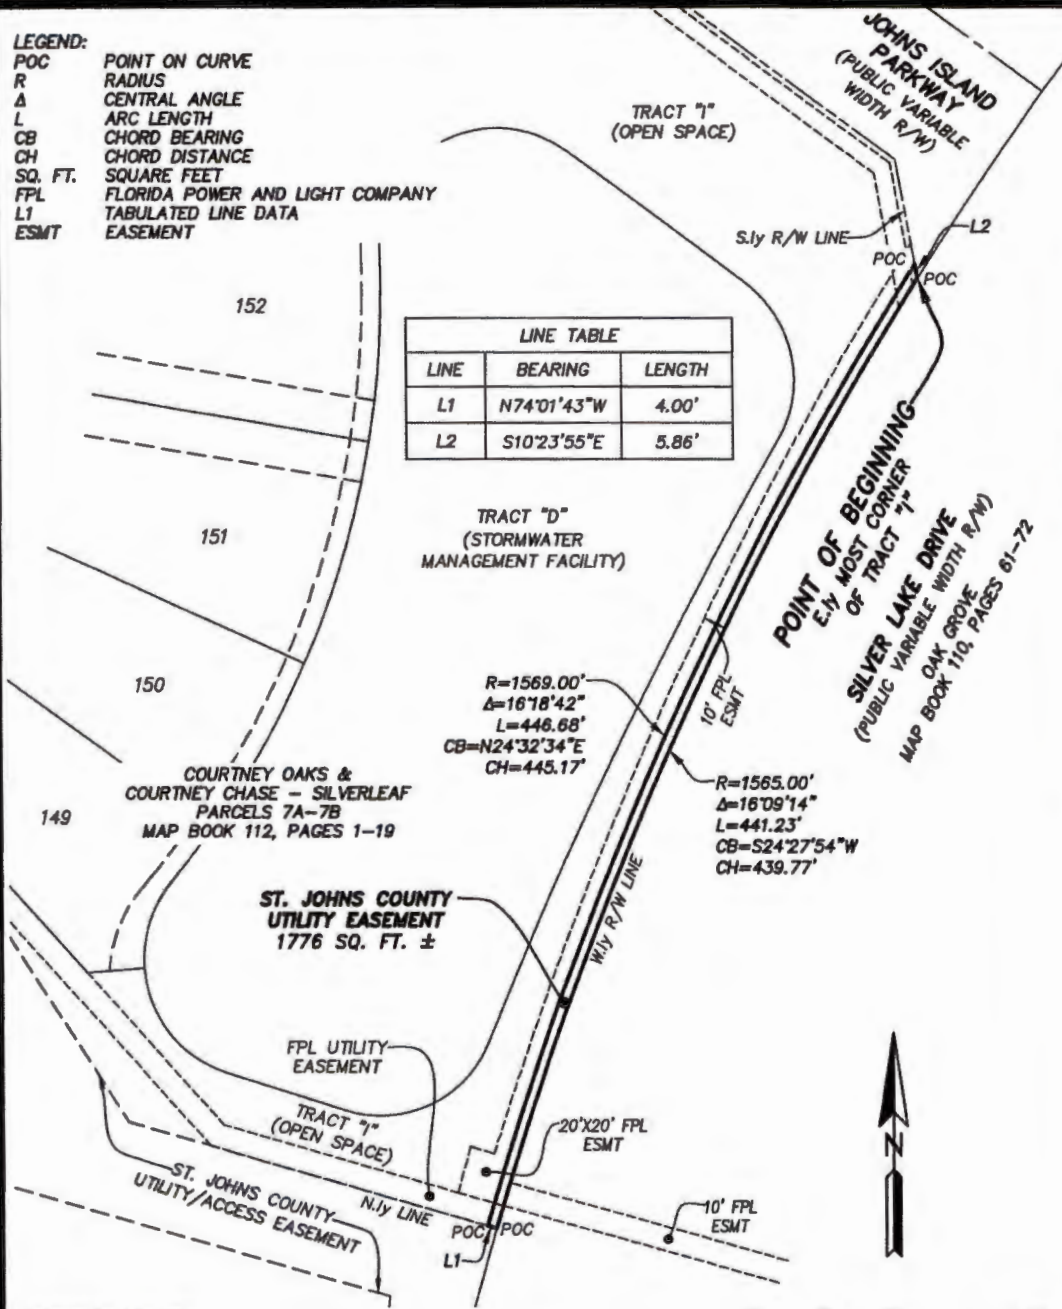 LEGEND:
POC POINT ON CURVE
R RADIUS
Δ CENTRAL ANGLE
L ARC LENGTH
CB CHORD BEARING
CH CHORD DISTANCE
SQ. FT. SQUARE FEET
FPL FLORIDA POWER AND LIGHT COMPANY
L1 TABULATED LINE DATA
ESMT EASEMENT
JOHNS ISLAND
PARKWAY
(PUBLIC VARIABLE
WIDTH R/W)
TRACT "I"
(OPEN SPACE)
S.ly R/W LINE
L2
POC
POC
152
LINE TABLE
LINE BEARING LENGTH
L1 N74°01'43"W 4.00'
L2 S10°23'55"E 5.86'
POINT OF BEGINNING
E.ly MOST CORNER
OF TRACT "I"
SILVER LAKE DRIVE
(PUBLIC VARIABLE WIDTH R/W)
OAK GROVE
MAP BOOK 110, PAGES 61-72
151
TRACT "D"
(STORMWATER
MANAGEMENT FACILITY)
150
10' FPL
ESMT
R=1569.00'
Δ=16°18'42"
L=446.68'
CB=N24°32'34"E
CH=445.17'
R=1565.00'
Δ=16°09'14"
L=441.23'
CB=S24°27'54"W
CH=439.77'
149
COURTNEY OAKS &
COURTNEY CHASE - SILVERLEAF
PARCELS 7A-7B
MAP BOOK 112, PAGES 1-19
W.ly R/W LINE
ST. JOHNS COUNTY
UTILITY EASEMENT
1776 SQ. FT. ±
FPL UTILITY
EASEMENT
TRACT "I"
(OPEN SPACE)
20'X20' FPL
ESMT
N
ST. JOHNS COUNTY
UTILITY/ACCESS EASEMENT
N.ly LINE
10' FPL
ESMT
POC
POC
L1